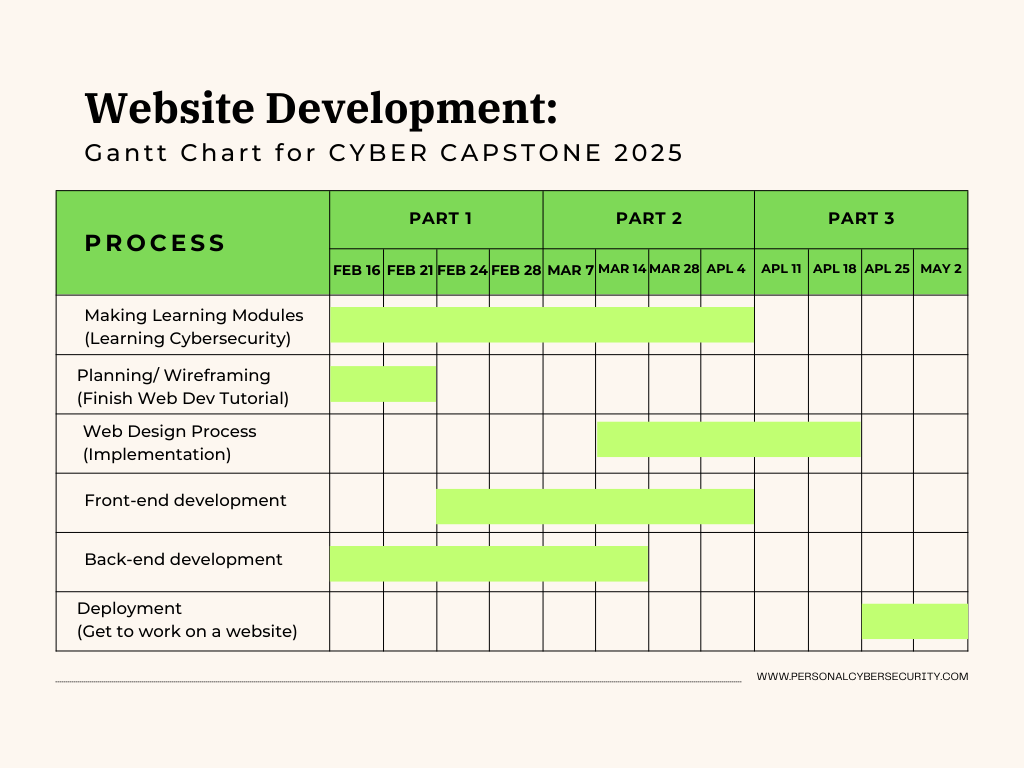 Website Development:
Gantt Chart for CYBER CAPSTONE 2025
PROCESS
PART 1
PART 2
PART 3
FEB 16
FEB 21
FEB 24
FEB 28
MAR 7
MAR 14
MAR 28
APL 4
APL 11
APL 18
APL 25
MAY 2
Making Learning Modules
(Learning Cybersecurity)
Planning/ Wireframing
(Finish Web Dev Tutorial)
Web Design Process
(Implementation)
Front-end development
Back-end development
Deployment
(Get to work on a website)
WWW.PERSONALCYBERSECURITY.COM